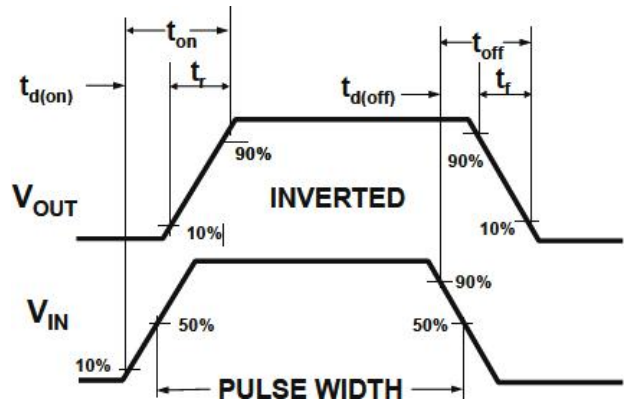 t_on
t_off
t_d(on)
t_r
t_d(off)
t_f
90%
90%
V_OUT
INVERTED
10%
10%
90%
V_IN
50%
50%
10%
PULSE WIDTH